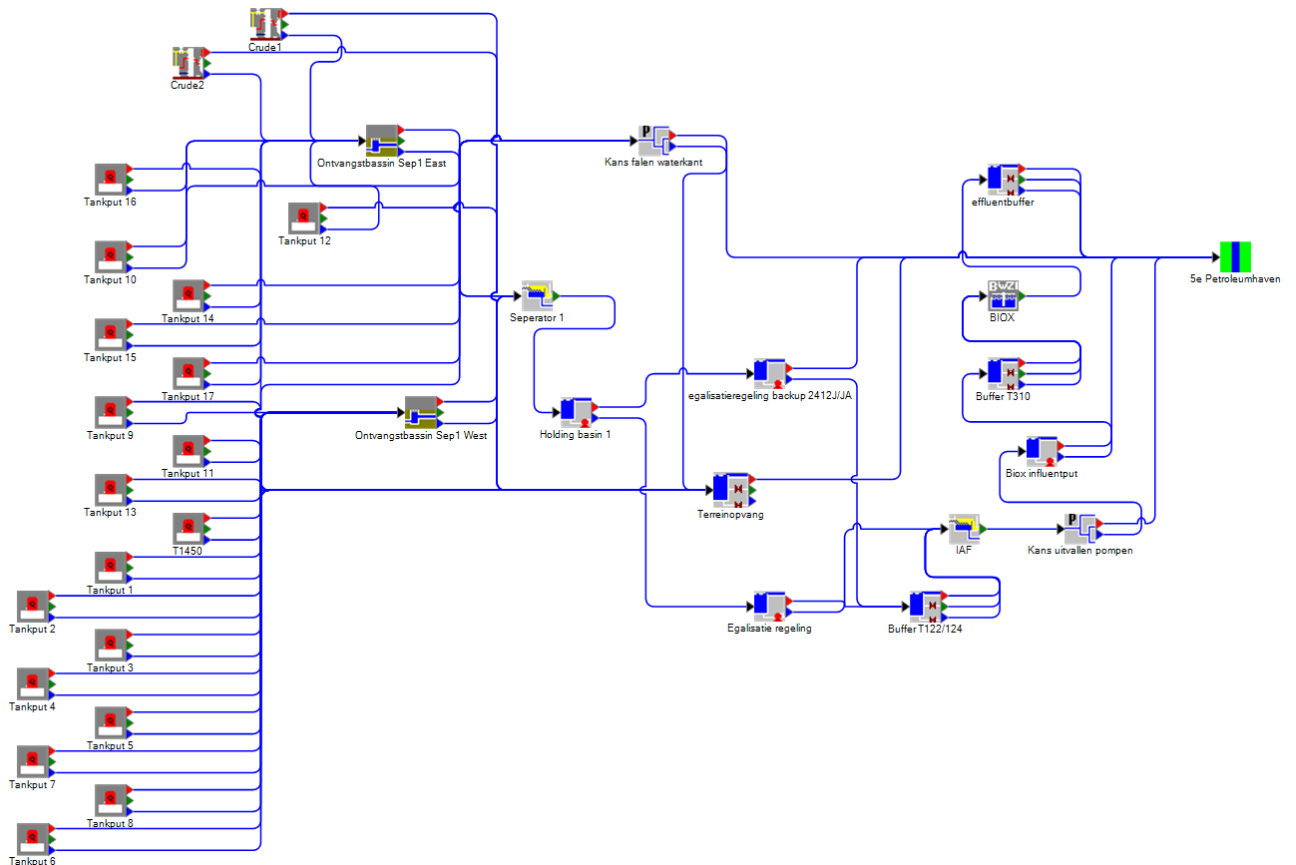 Crude1
Crude2
Ontvangstbassin Sep1 East
P
Kans falen waterkant
Tankput 16
effluentbuffer
Tankput 12
Tankput 10
5e Petroleumhaven
Tankput 14
Seperator 1
BWZI
BIOX
Tankput 15
Tankput 17
egalisatieregeling backup 2412J/JA
Buffer T310
Tankput 9
Ontvangstbassin Sep1 West
Holding basin 1
Tankput 11
Biox influentput
Tankput 13
Terreinopvang
T1450
IAF
P
Kans uitvallen pompen
Tankput 1
Tankput 2
Egalisatie regeling
Buffer T122/124
Tankput 3
Tankput 4
Tankput 5
Tankput 7
Tankput 8
Tankput 6